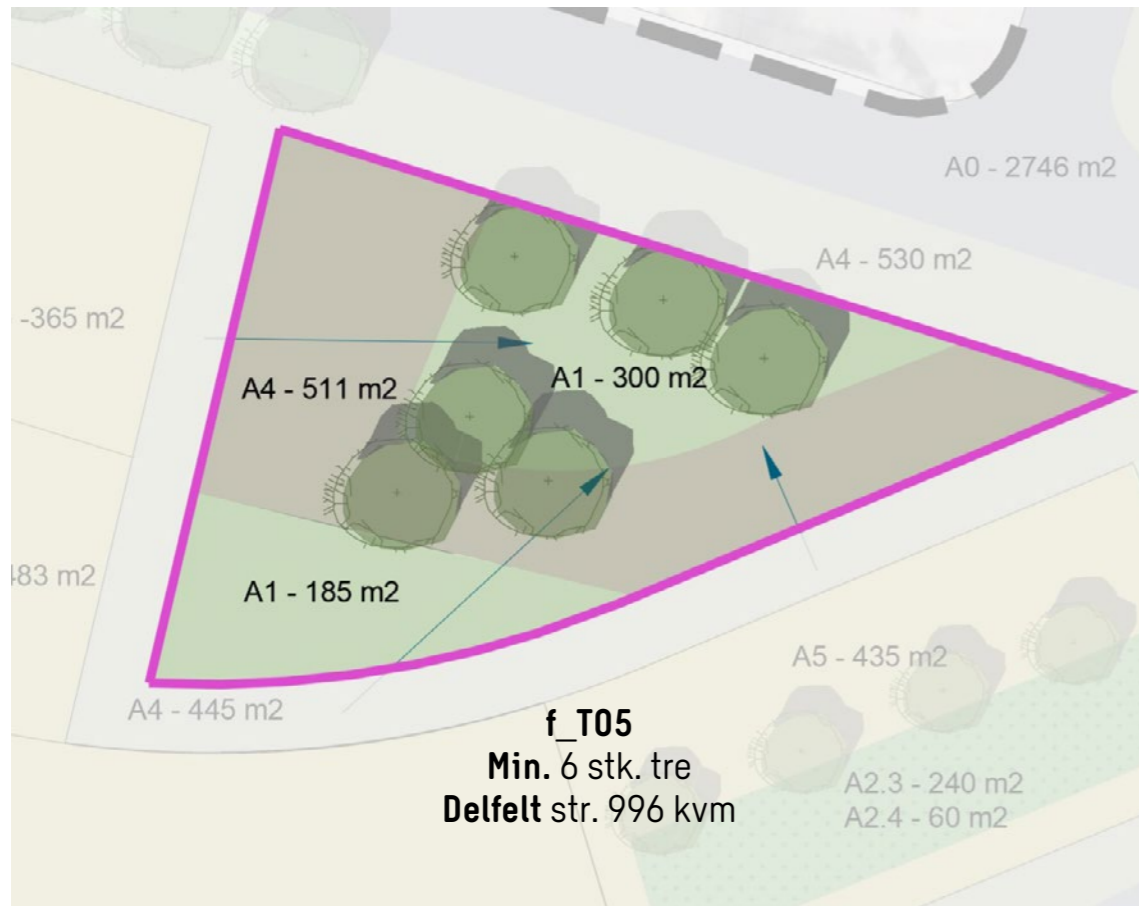 A0 - 2746 m2
A4 - 530 m2
-365 m2
A4 - 511 m2
A1 - 300 m2
483 m2
A1 - 185 m2
A5 - 435 m2
A4 - 445 m2
f_T05
Min. 6 stk. tre
Delfelt str. 996 kvm
A2.3 - 240 m2
A2.4 - 60 m2